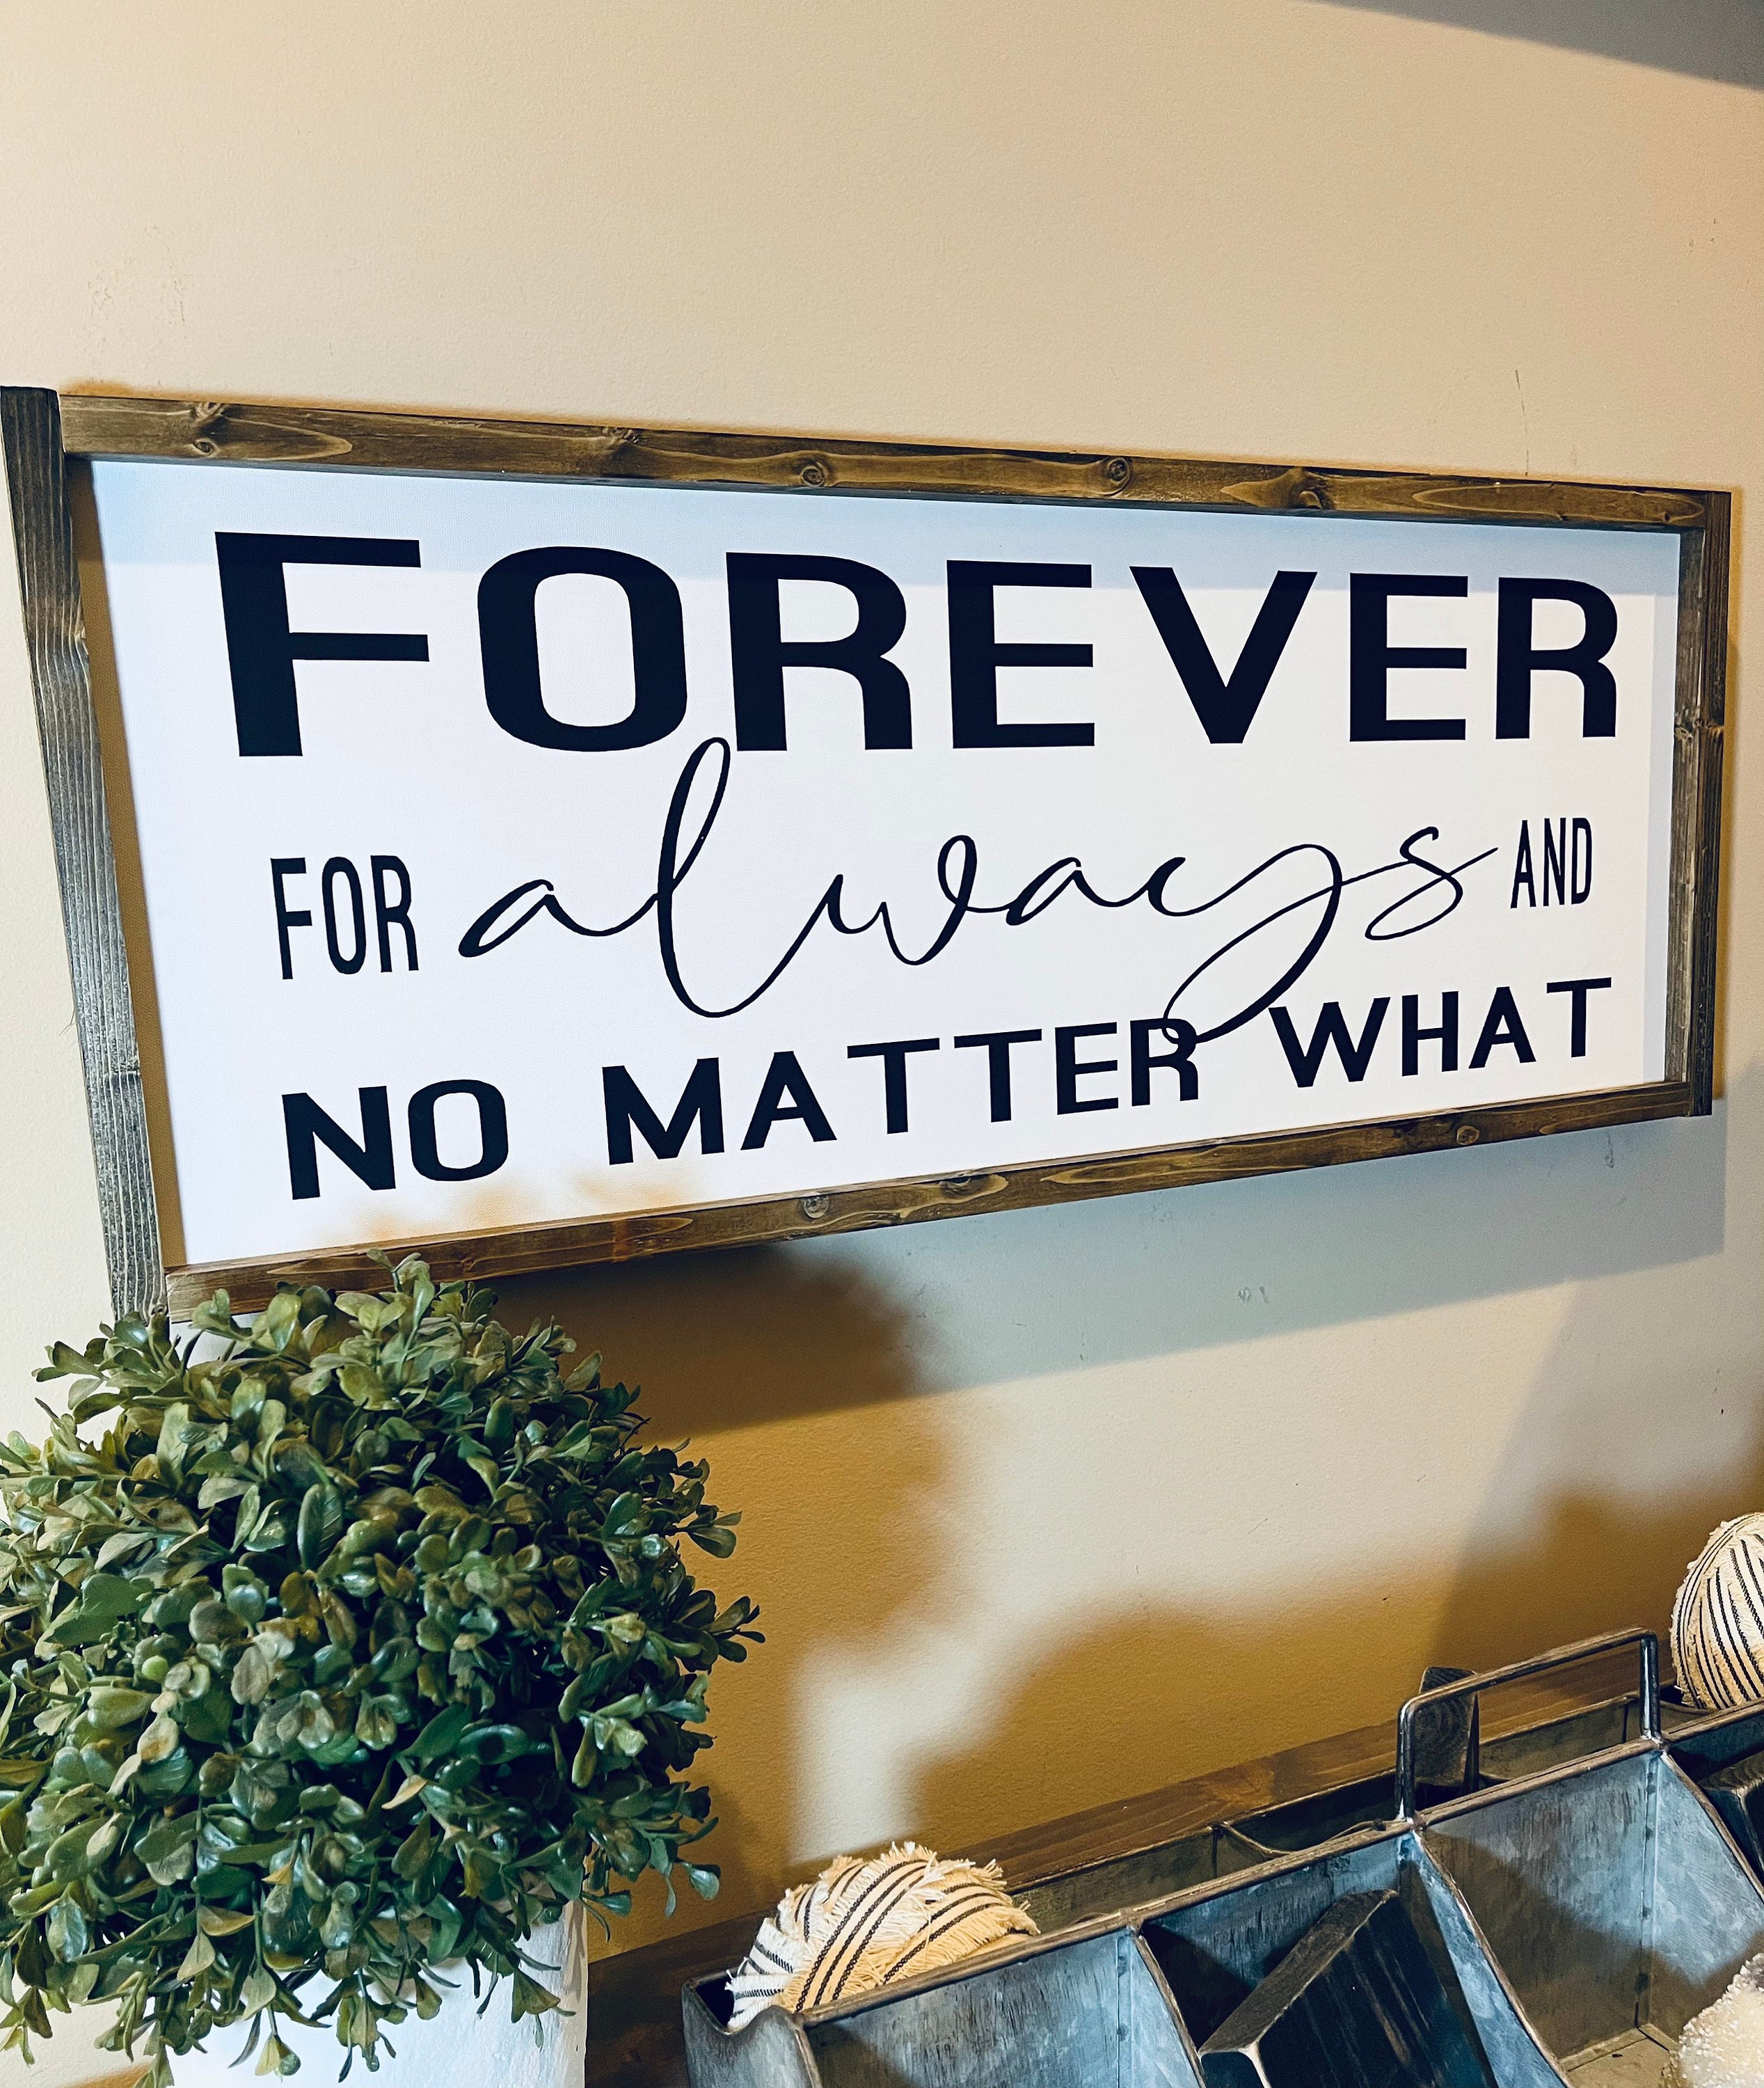 FOREVER
FOR always AND
NO MATTER WHAT